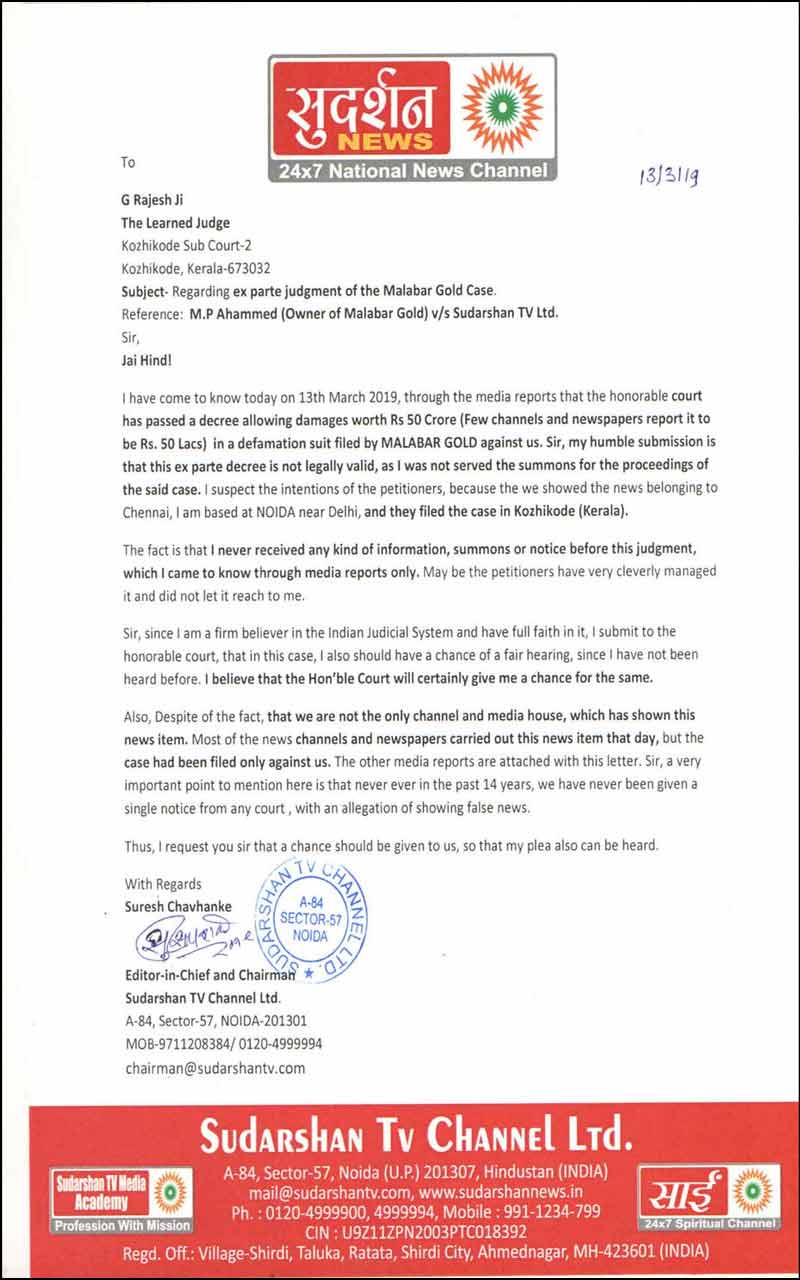 सुदर्शन
NEWS
24x7 National News Channel
13/3/19
To
G Rajesh Ji
The Learned Judge
Kozhikode Sub Court-2
Kozhikode, Kerala-673032
Subject- Regarding ex parte judgment of the Malabar Gold Case.
Reference: M.P Ahammed (Owner of Malabar Gold) v/s Sudarshan TV Ltd.
Sir,
Jai Hind!
I have come to know today on 13th March 2019, through the media reports that the honorable court
has passed a decree allowing damages worth Rs 50 Crore (Few channels and newspapers report it to
be Rs. 50 Lacs) in a defamation suit filed by MALABAR GOLD against us. Sir, my humble submission is
that this ex parte decree is not legally valid, as I was not served the summons for the proceedings of
the said case. I suspect the intentions of the petitioners, because the we showed the news belonging to
Chennai, I am based at NOIDA near Delhi, and they filed the case in Kozhikode (Kerala).
The fact is that I never received any kind of information, summons or notice before this judgment,
which I came to know through media reports only. May be the petitioners have very cleverly managed
it and did not let it reach to me.
Sir, since I am a firm believer in the Indian Judicial System and have full faith in it, I submit to the
honorable court, that in this case, I also should have a chance of a fair hearing, since I have not been
heard before. I believe that the Hon'ble Court will certainly give me a chance for the same.
Also, Despite of the fact, that we are not the only channel and media house, which has shown this
news item. Most of the news channels and newspapers carried out this news item that day, but the
case had been filed only against us. The other media reports are attached with this letter. Sir, a very
important point to mention here is that never ever in the past 14 years, we have never been given a
single notice from any court , with an allegation of showing false news.
Thus, I request you sir that a chance should be given to us, so that my plea also can be heard.
With Regards
Suresh Chavhanke
SUDARSHAN TV CHANNEL LTD.
A-84
SECTOR-57
NOIDA
Editor-in-Chief and Chairman
Sudarshan TV Channel Ltd.
A-84, Sector-57, NOIDA-201301
MOB-9711208384/ 0120-4999994
chairman@sudarshantv.com
SUDARSHAN TV CHANNEL LTD.
Sudarshan TV Media
Academy
Profession With Mission
A-84, Sector-57, Noida (U.P.) 201307, Hindustan (INDIA)
mail@sudarshantv.com, www.sudarshannews.in
Ph. : 0120-4999900, 4999994, Mobile : 991-1234-799
CIN : U9Z11ZPN2003PTC018392
Regd. Off.: Village-Shirdi, Taluka, Ratata, Shirdi City, Ahmednagar, MH-423601 (INDIA)
साईं
24x7 Spiritual Channel